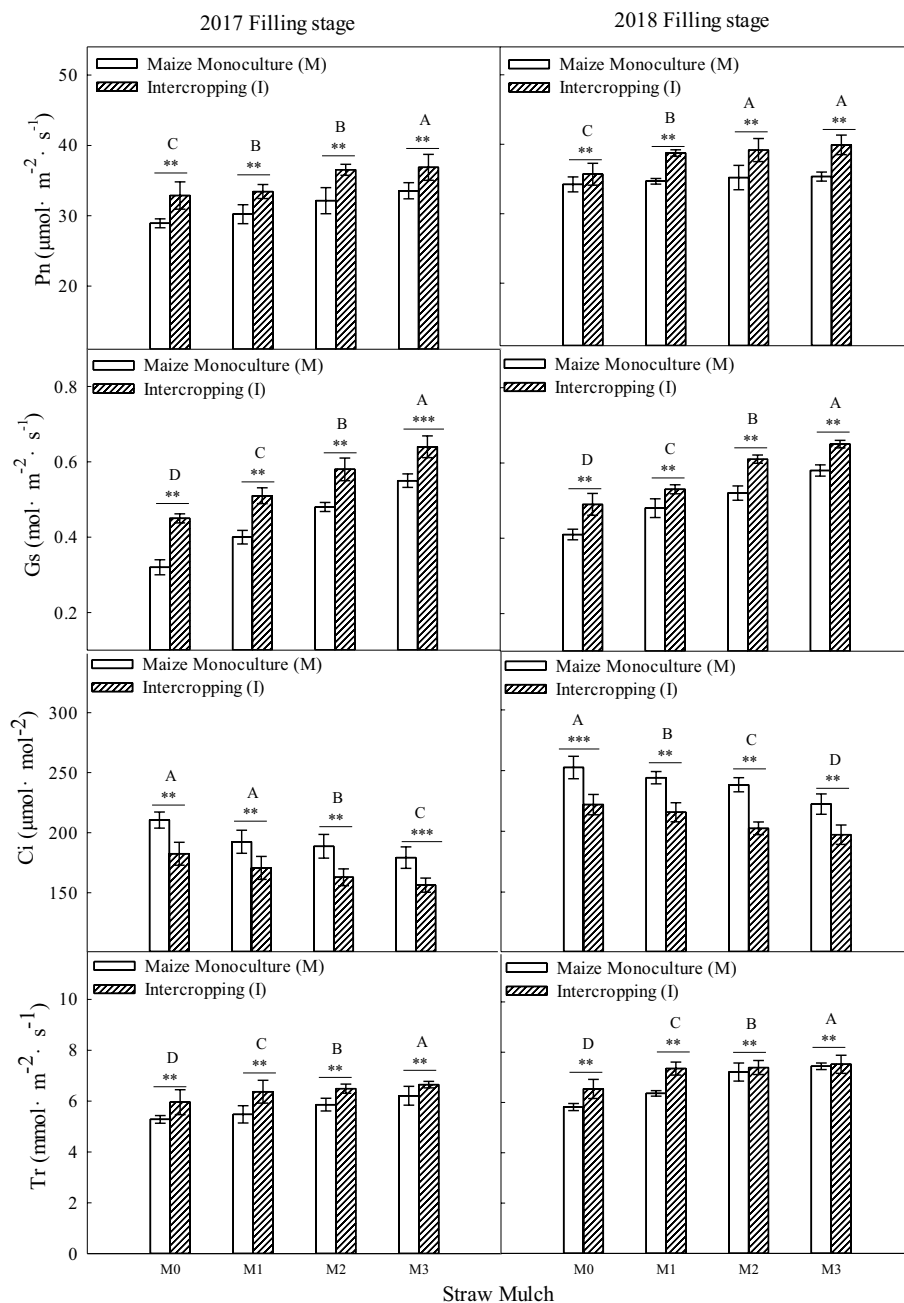 2017 Filling stage
2018 Filling stage
Maize Monoculture (M)
Intercropping (I)
Maize Monoculture (M)
Intercropping (I)
Pn (μmol· m-2 · s-1)
50
40
30
20
C
**
B
**
B
**
A
**
C
**
B
**
A
**
A
**
Maize Monoculture (M)
Intercropping (I)
Maize Monoculture (M)
Intercropping (I)
Gs (mol· m-2 · s-1)
0.8
0.6
0.4
0.2
D
**
C
**
B
**
A
***
D
**
C
**
B
**
A
**
Maize Monoculture (M)
Intercropping (I)
Maize Monoculture (M)
Intercropping (I)
Ci (μmol· mol-2)
300
250
200
150
A
**
A
**
B
**
C
***
A
***
B
**
C
**
D
**
Maize Monoculture (M)
Intercropping (I)
Maize Monoculture (M)
Intercropping (I)
Tr (mmol· m-2 · s-1)
10
8
6
4
2
0
D
**
C
**
B
**
A
**
D
**
C
**
B
**
A
**
M0 M1 M2 M3
M0 M1 M2 M3
Straw Mulch